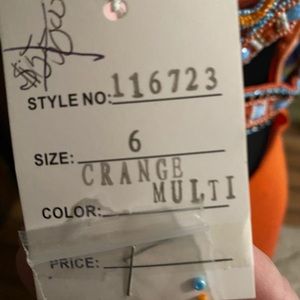 STYLE NO: 116723
SIZE: 6
CRANGE
MULTI
COLOR:
PRICE: